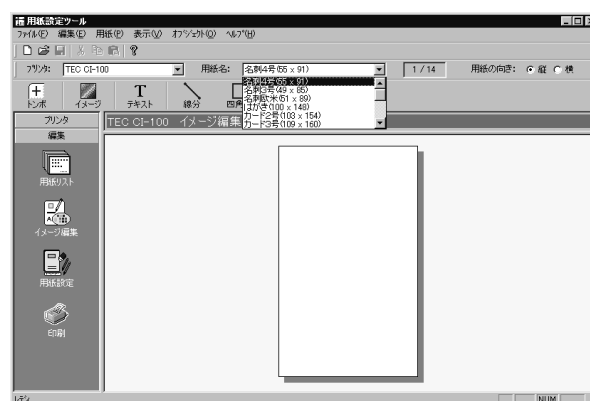 用紙設定ツール
ファイル(F) 編集(E) 用紙(P) 表示(V) オブジェクト(O) ヘルプ(H)
プリンタ: TEC CI-100 用紙名: 名刺4号(55 x 91) 1 / 14 用紙の向き: 縦 横
名刺4号(55 x 91)
名刺3号(49 x 85)
名刺欧米(51 x 89)
はがき(100 x 148)
カード2号(103 x 154)
カード3号(109 x 160)
トンボ イメージ テキスト 線分 四角
プリンタ
編集
TEC CI-100 イメージ編集
用紙リスト
イメージ編集
用紙設定
印刷
レディ NUM